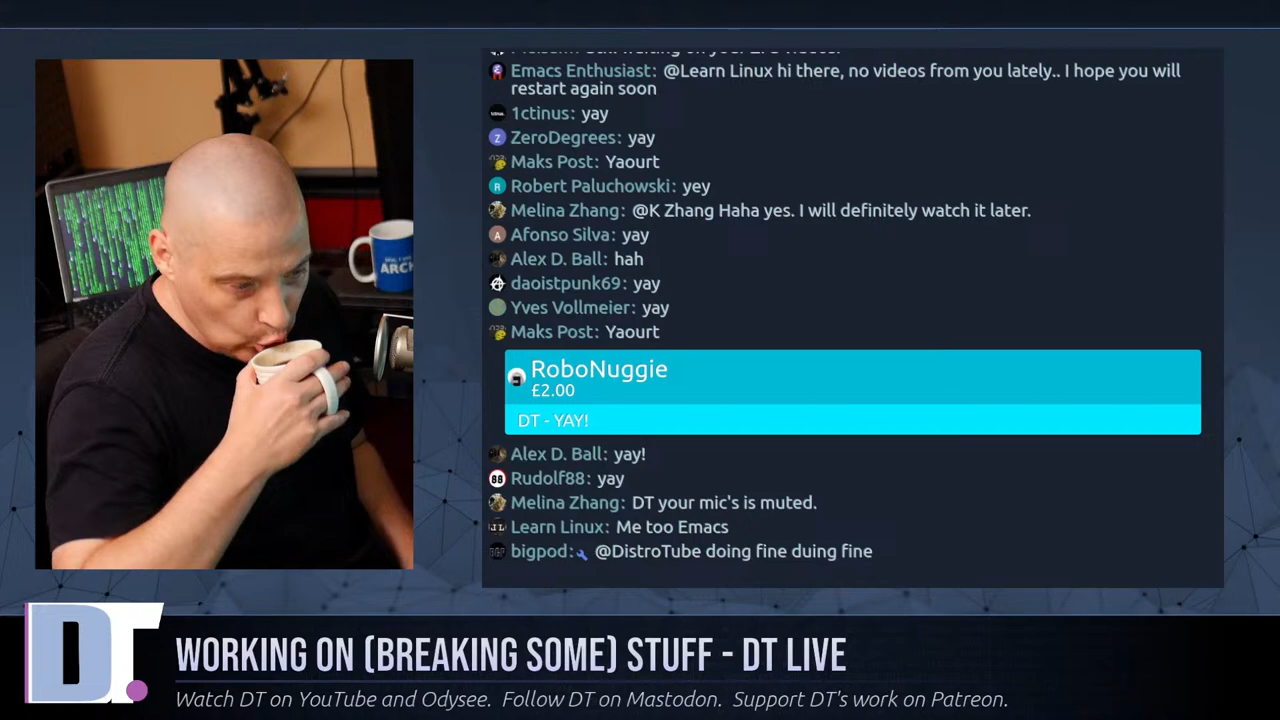 Emacs Enthusiast: @Learn Linux hi there, no videos from you lately.. I hope you will
restart again soon
1ctinus: yay
Z ZeroDegrees: yay
Maks Post: Yaourt
R Robert Paluchowski: yey
Melina Zhang: @K Zhang Haha yes. I will definitely watch it later.
A Afonso Silva: yay
Alex D. Ball: hah
daoistpunk69: yay
Yves Vollmeier: yay
Maks Post: Yaourt
RoboNuggie
£2.00
DT - YAY!
Alex D. Ball: yay!
88 Rudolf88: yay
Melina Zhang: DT your mic's is muted.
Learn Linux: Me too Emacs
bigpod: @DistroTube doing fine duing fine
ARCH
DT.
WORKING ON (BREAKING SOME) STUFF - DT LIVE
Watch DT on YouTube and Odysee. Follow DT on Mastodon. Support DT's work on Patreon.